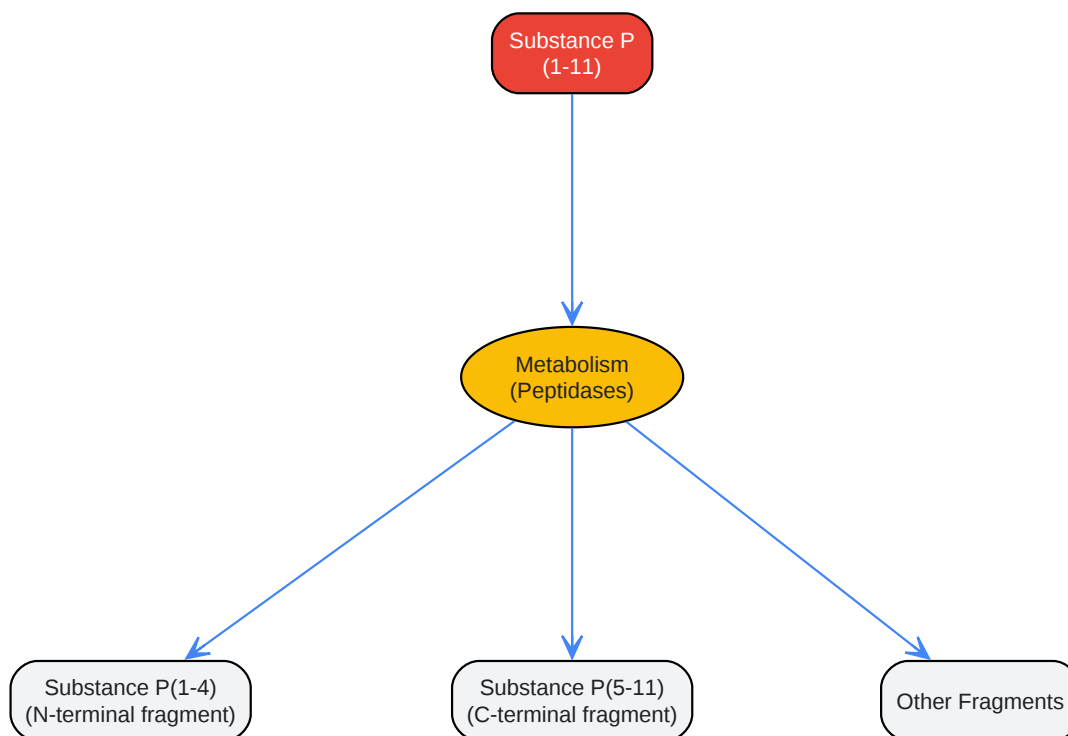 Substance P
(1-11)
Metabolism
(Peptidases)
Substance P(1-4)
(N-terminal fragment)
Substance P(5-11)
(C-terminal fragment)
Other Fragments